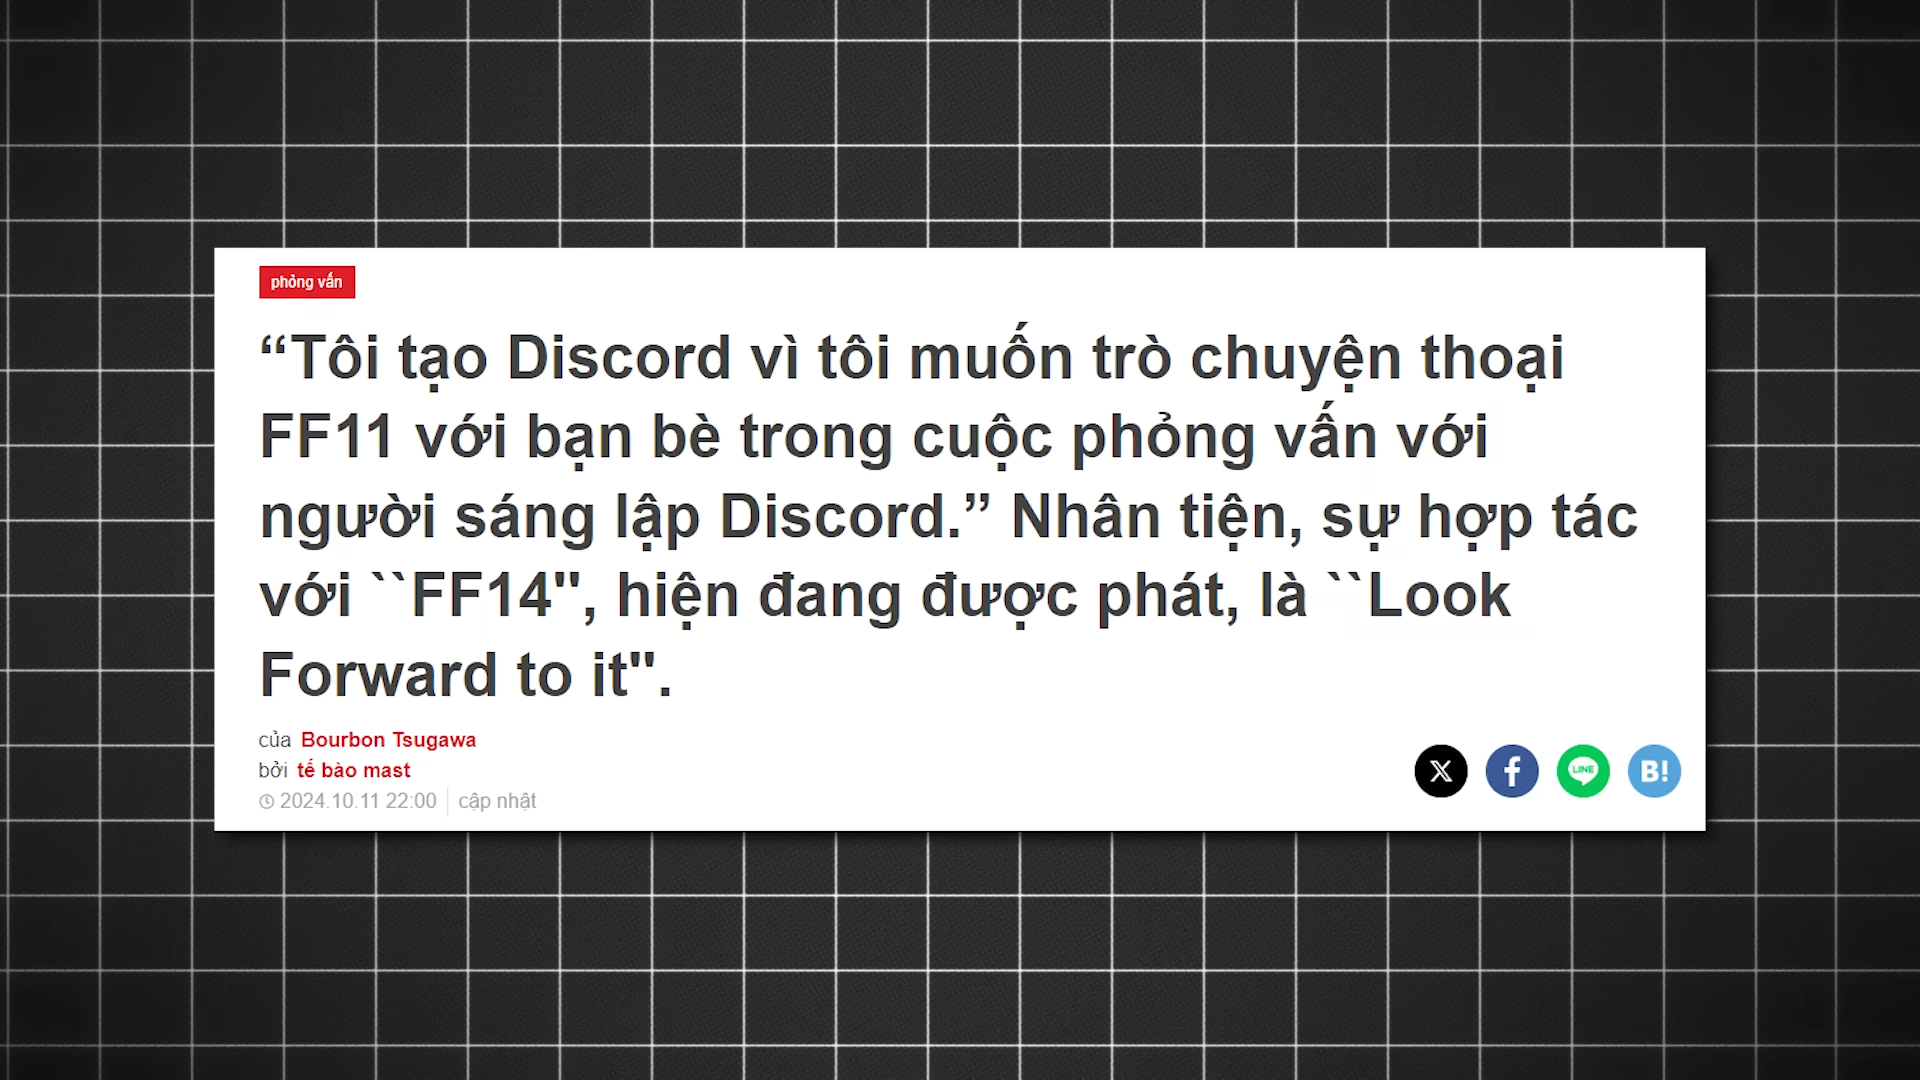 phỏng vấn
“Tôi tạo Discord vì tôi muốn trò chuyện thoại
FF11 với bạn bè trong cuộc phỏng vấn với
người sáng lập Discord.” Nhân tiện, sự hợp tác
với ``FF14'', hiện đang được phát, là ``Look
Forward to it''.
của Bourbon Tsugawa
bởi tế bào mast
2024.10.11 22:00 cập nhật
LINE
B!